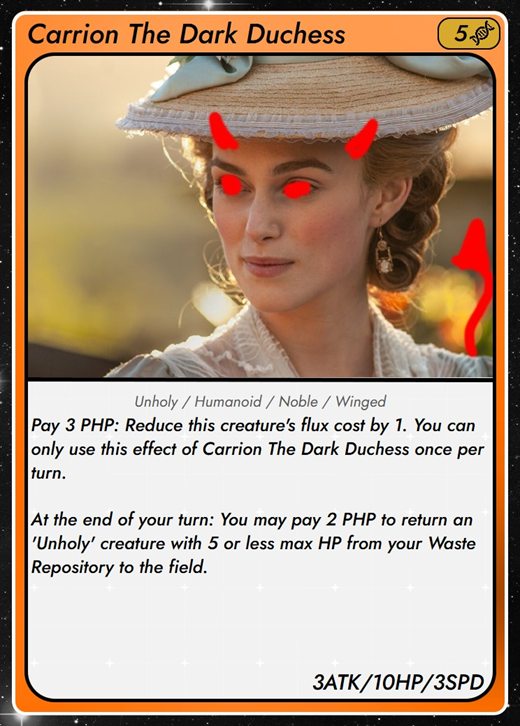 Carrion The Dark Duchess
5
Unholy / Humanoid / Noble / Winged
Pay 3 PHP: Reduce this creature's flux cost by 1. You can
only use this effect of Carrion The Dark Duchess once per
turn.
At the end of your turn: You may pay 2 PHP to return an
'Unholy' creature with 5 or less max HP from your Waste
Repository to the field.
3ATK/10HP/3SPD